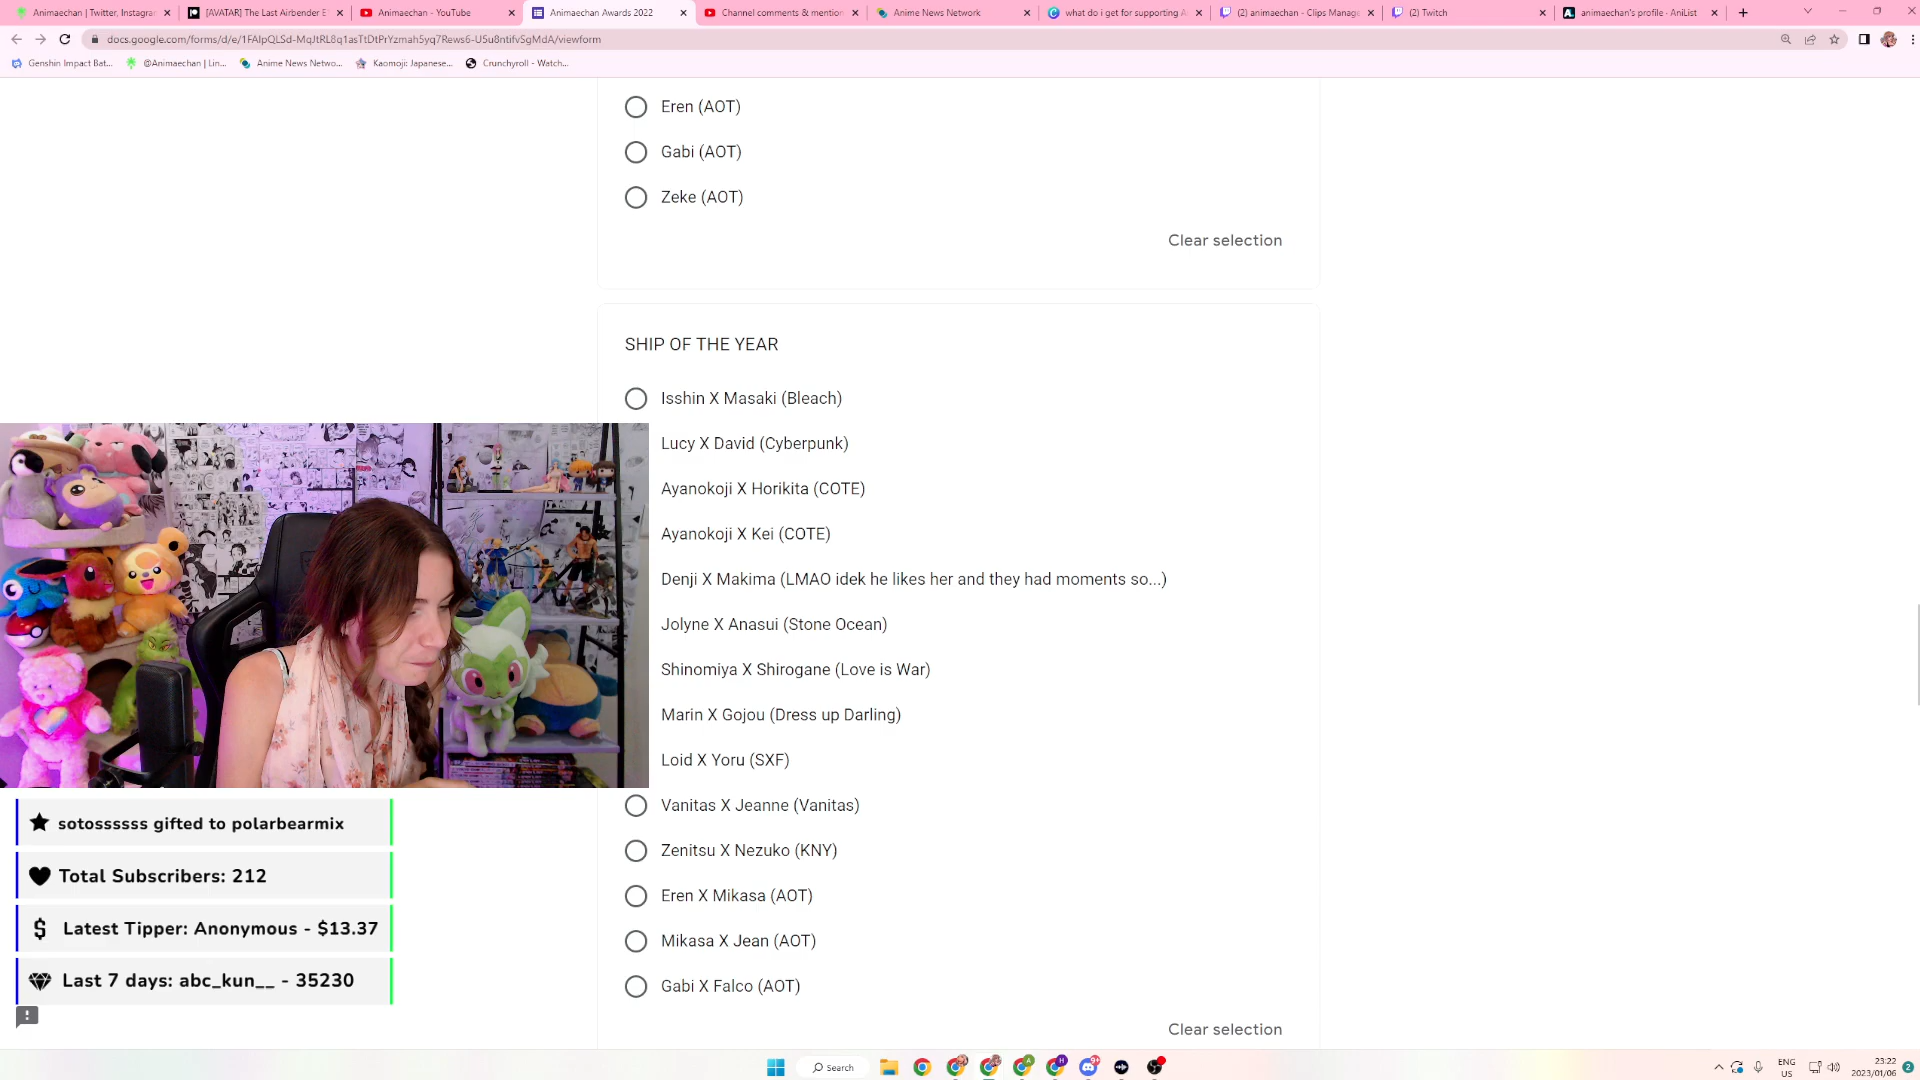 Animaechan | Twitter, Instagra
[AVATAR] The Last Airbender E
Animaechan - YouTube
Animaechan Awards 2022
Channel comments & mention
Anime News Network
what do i get for supporting A
(2) animaechan - Clips Manag
(2) Twitch
animaechan's profile · AniList
docs.google.com/forms/d/e/1FAIpQLSd-MqJtRL8q1asTtDtPrYzmah5yq7Rews6-U5u8ntifvSgMdA/viewform
Genshin Impact Bat...
@Animaechan | Lin...
Anime News Netwo...
Kaomoji: Japanese...
Crunchyroll - Watch...
Eren (AOT)
Gabi (AOT)
Zeke (AOT)
Clear selection
SHIP OF THE YEAR
Isshin X Masaki (Bleach)
Lucy X David (Cyberpunk)
Ayanokoji X Horikita (COTE)
Ayanokoji X Kei (COTE)
Denji X Makima (LMAO idek he likes her and they had moments so...)
Jolyne X Anasui (Stone Ocean)
Shinomiya X Shirogane (Love is War)
Marin X Gojou (Dress up Darling)
Loid X Yoru (SXF)
Vanitas X Jeanne (Vanitas)
Zenitsu X Nezuko (KNY)
Eren X Mikasa (AOT)
Mikasa X Jean (AOT)
Gabi X Falco (AOT)
Clear selection
sotossssss gifted to polarbearmix
Total Subscribers: 212
Latest Tipper: Anonymous - $13.37
Last 7 days: abc_kun__ - 35230
Search
ENG
US
23:22
2023/01/06
2